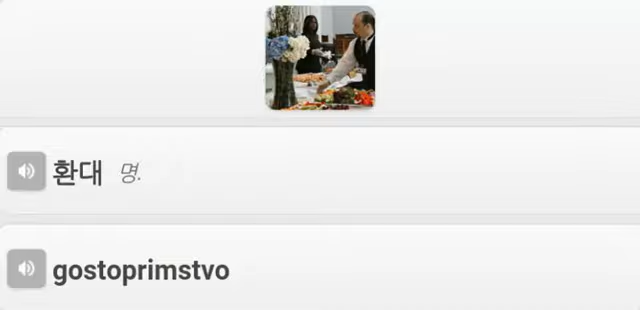 환대 명.
gostoprimstvo